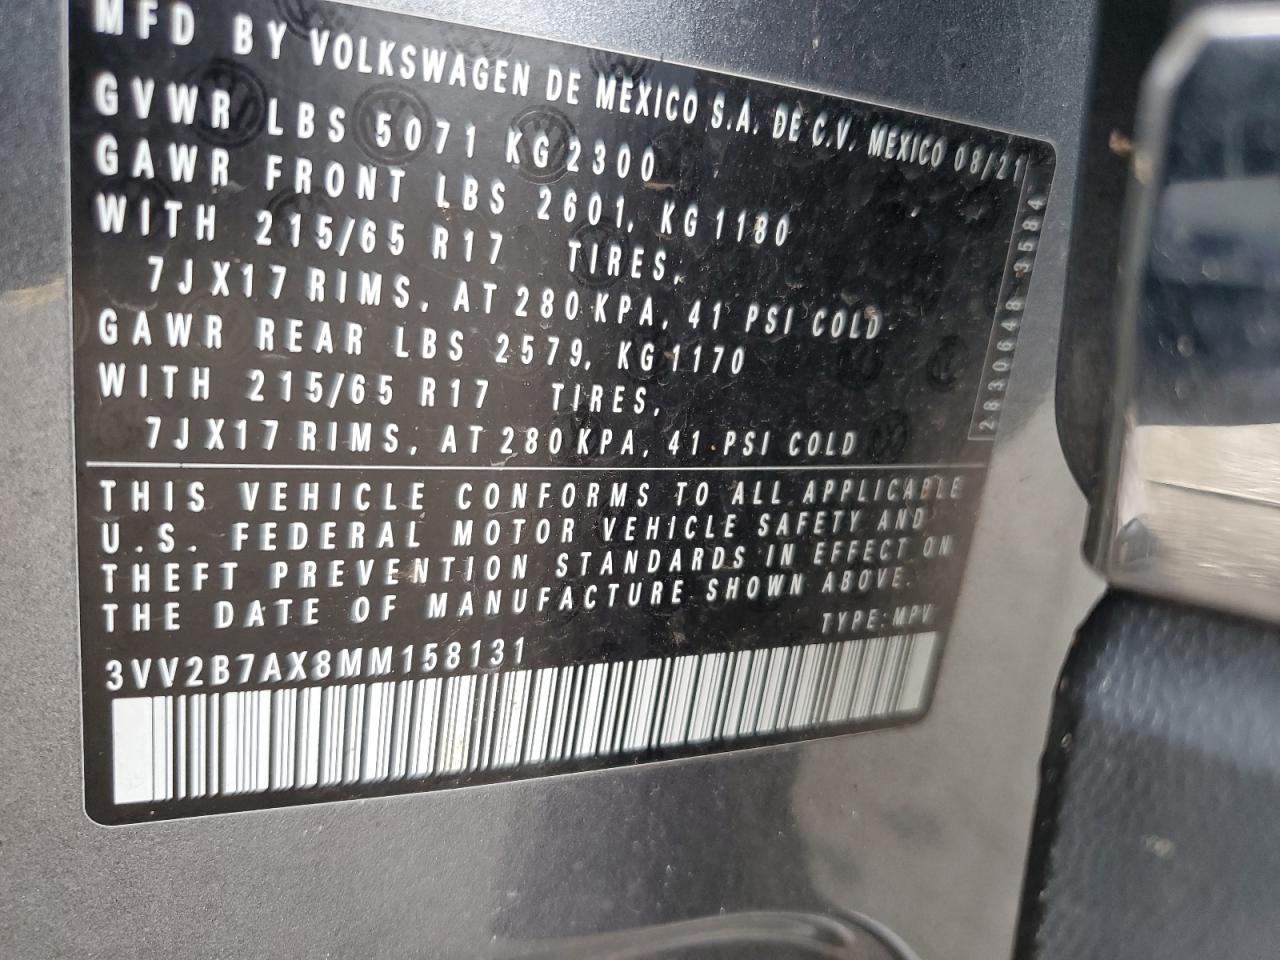 MFD BY VOLKSWAGEN DE MEXICO S.A. DE C.V. MEXICO 08/21
GVWR LBS 5071 KG 2300
GAWR FRONT LBS 2601, KG 1180
WITH 215/65 R17 TIRES,
7J X17 RIMS, AT 280 KPA, 41 PSI COLD
GAWR REAR LBS 2579, KG 1170
WITH 215/65 R17 TIRES,
7J X17 RIMS, AT 280 KPA, 41 PSI COLD
2830648 3584
THIS VEHICLE CONFORMS TO ALL APPLICABLE
U.S. FEDERAL MOTOR VEHICLE SAFETY AND
THEFT PREVENTION STANDARDS IN EFFECT ON
THE DATE OF MANUFACTURE SHOWN ABOVE.
TYPE: MPV
3VV2B7AX8MM158131